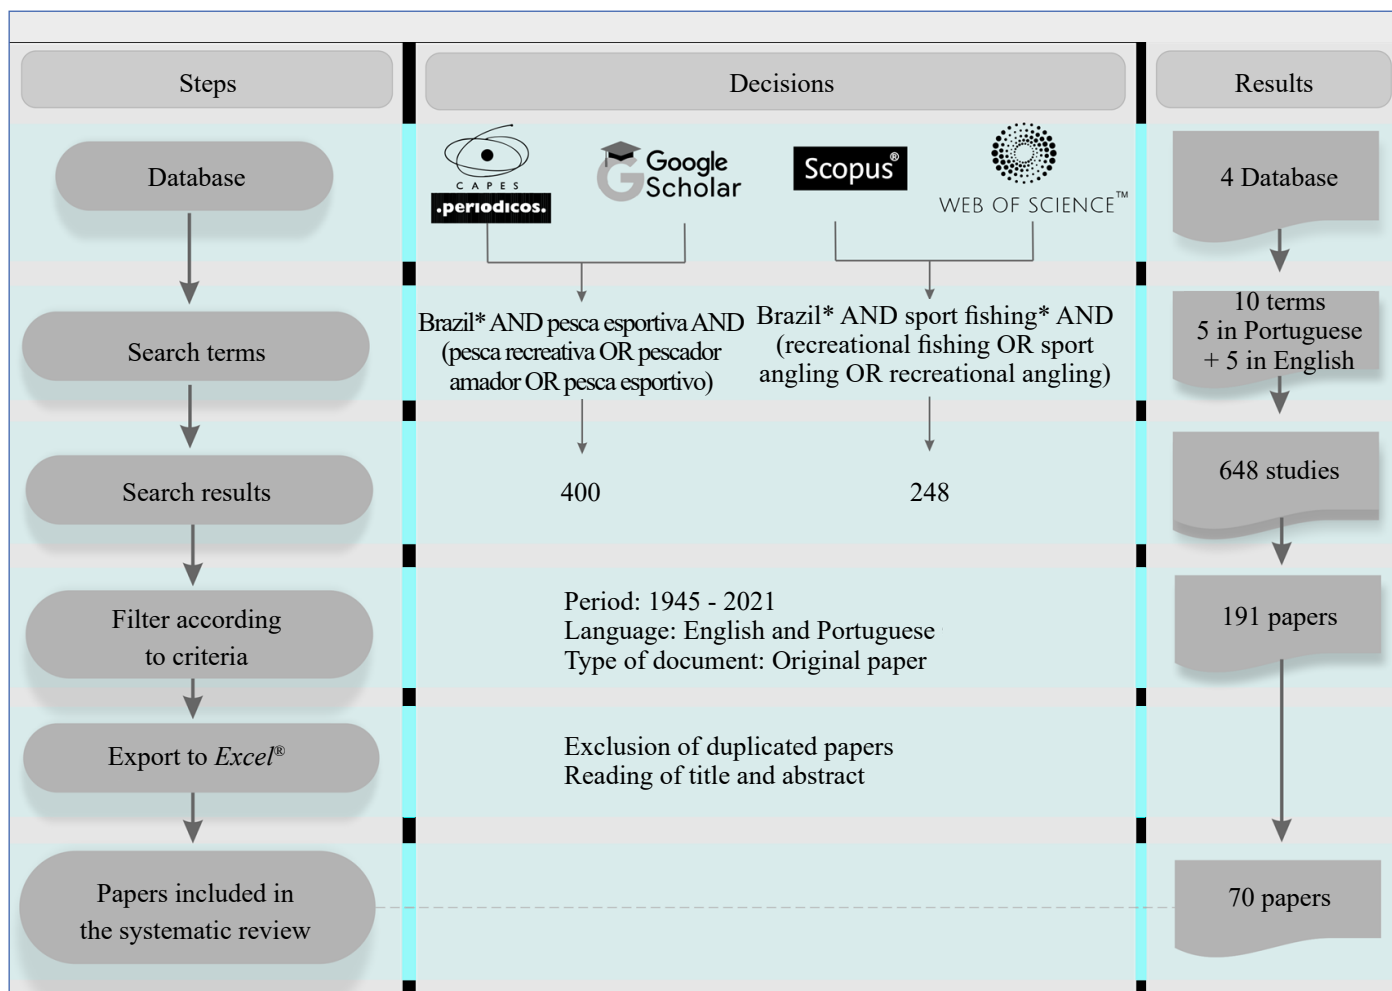 Steps
Decisions
Results
Database
CAPES
.periodicos.
Google
Scholar
Scopus®
WEB OF SCIENCE™
4 Database
Search terms
Brazil* AND pesca esportiva AND
(pesca recreativa OR pescador
amador OR pesca esportivo)
Brazil* AND sport fishing* AND
(recreational fishing OR sport
angling OR recreational angling)
10 terms
5 in Portuguese
+ 5 in English
Search results
400
248
648 studies
Filter according
to criteria
Period: 1945 - 2021
Language: English and Portuguese
Type of document: Original paper
191 papers
Export to Excel®
Exclusion of duplicated papers
Reading of title and abstract
Papers included in
the systematic review
70 papers